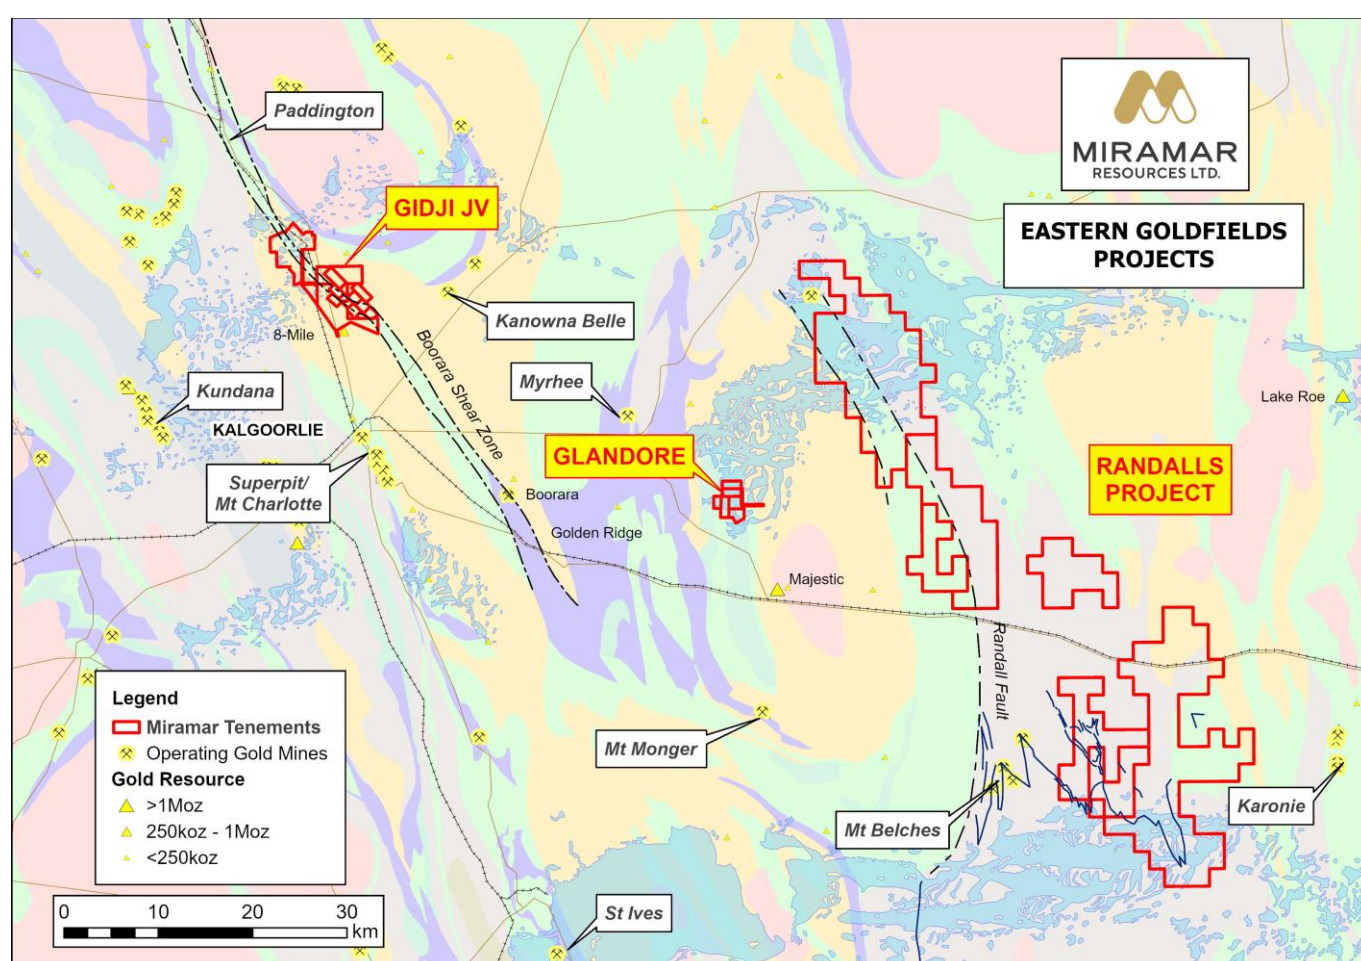 Paddington
MIRAMAR
RESOURCES LTD.
GIDJI JV
EASTERN GOLDFIELDS
PROJECTS
Kanowna Belle
8-Mile
Boorara Shear Zone
Myrhee
Kundana
KALGOORLIE
Lake Roe
GLANDORE
RANDALLS
PROJECT
Superpit/
Mt Charlotte
Boorara
Golden Ridge
Majestic
Randall Fault
Legend
Miramar Tenements
Operating Gold Mines
Gold Resource
>1Moz
250koz - 1Moz
<250koz
Mt Monger
Mt Belches
Karonie
St Ives
0 10 20 30
km